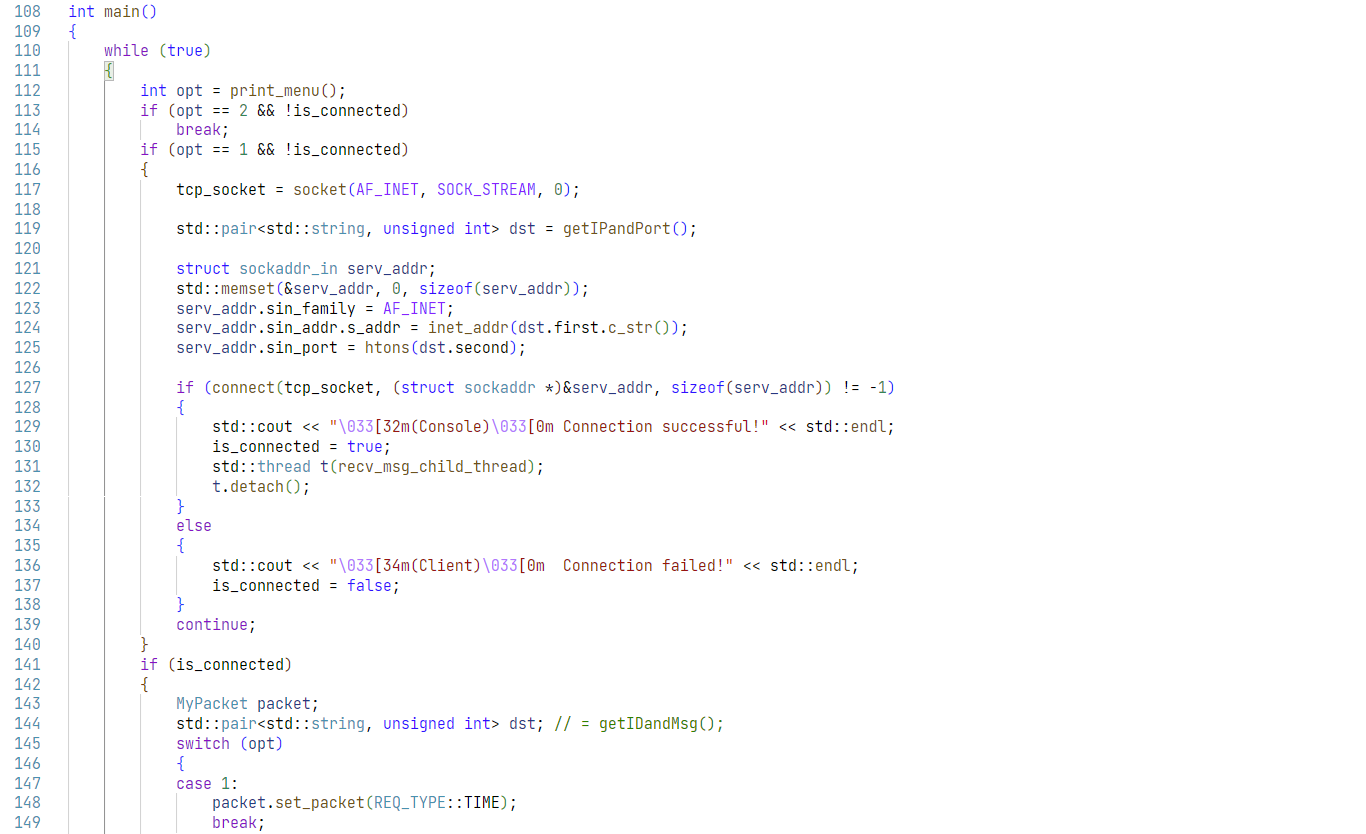 108 int main()
109 {
110     while (true)
111     {
112         int opt = print_menu();
113         if (opt == 2 && !is_connected)
114             break;
115         if (opt == 1 && !is_connected)
116         {
117             tcp_socket = socket(AF_INET, SOCK_STREAM, 0);
118
119             std::pair<std::string, unsigned int> dst = getIPandPort();
120
121             struct sockaddr_in serv_addr;
122             std::memset(&serv_addr, 0, sizeof(serv_addr));
123             serv_addr.sin_family = AF_INET;
124             serv_addr.sin_addr.s_addr = inet_addr(dst.first.c_str());
125             serv_addr.sin_port = htons(dst.second);
126
127             if (connect(tcp_socket, (struct sockaddr *)&serv_addr, sizeof(serv_addr)) != -1)
128             {
129                 std::cout << "\033[32m(Console)\033[0m Connection successful!" << std::endl;
130                 is_connected = true;
131                 std::thread t(recv_msg_child_thread);
132                 t.detach();
133             }
134             else
135             {
136                 std::cout << "\033[34m(Client)\033[0m  Connection failed!" << std::endl;
137                 is_connected = false;
138             }
139             continue;
140         }
141         if (is_connected)
142         {
143             MyPacket packet;
144             std::pair<std::string, unsigned int> dst; // = getIDandMsg();
145             switch (opt)
146             {
147             case 1:
148                 packet.set_packet(REQ_TYPE::TIME);
149                 break;